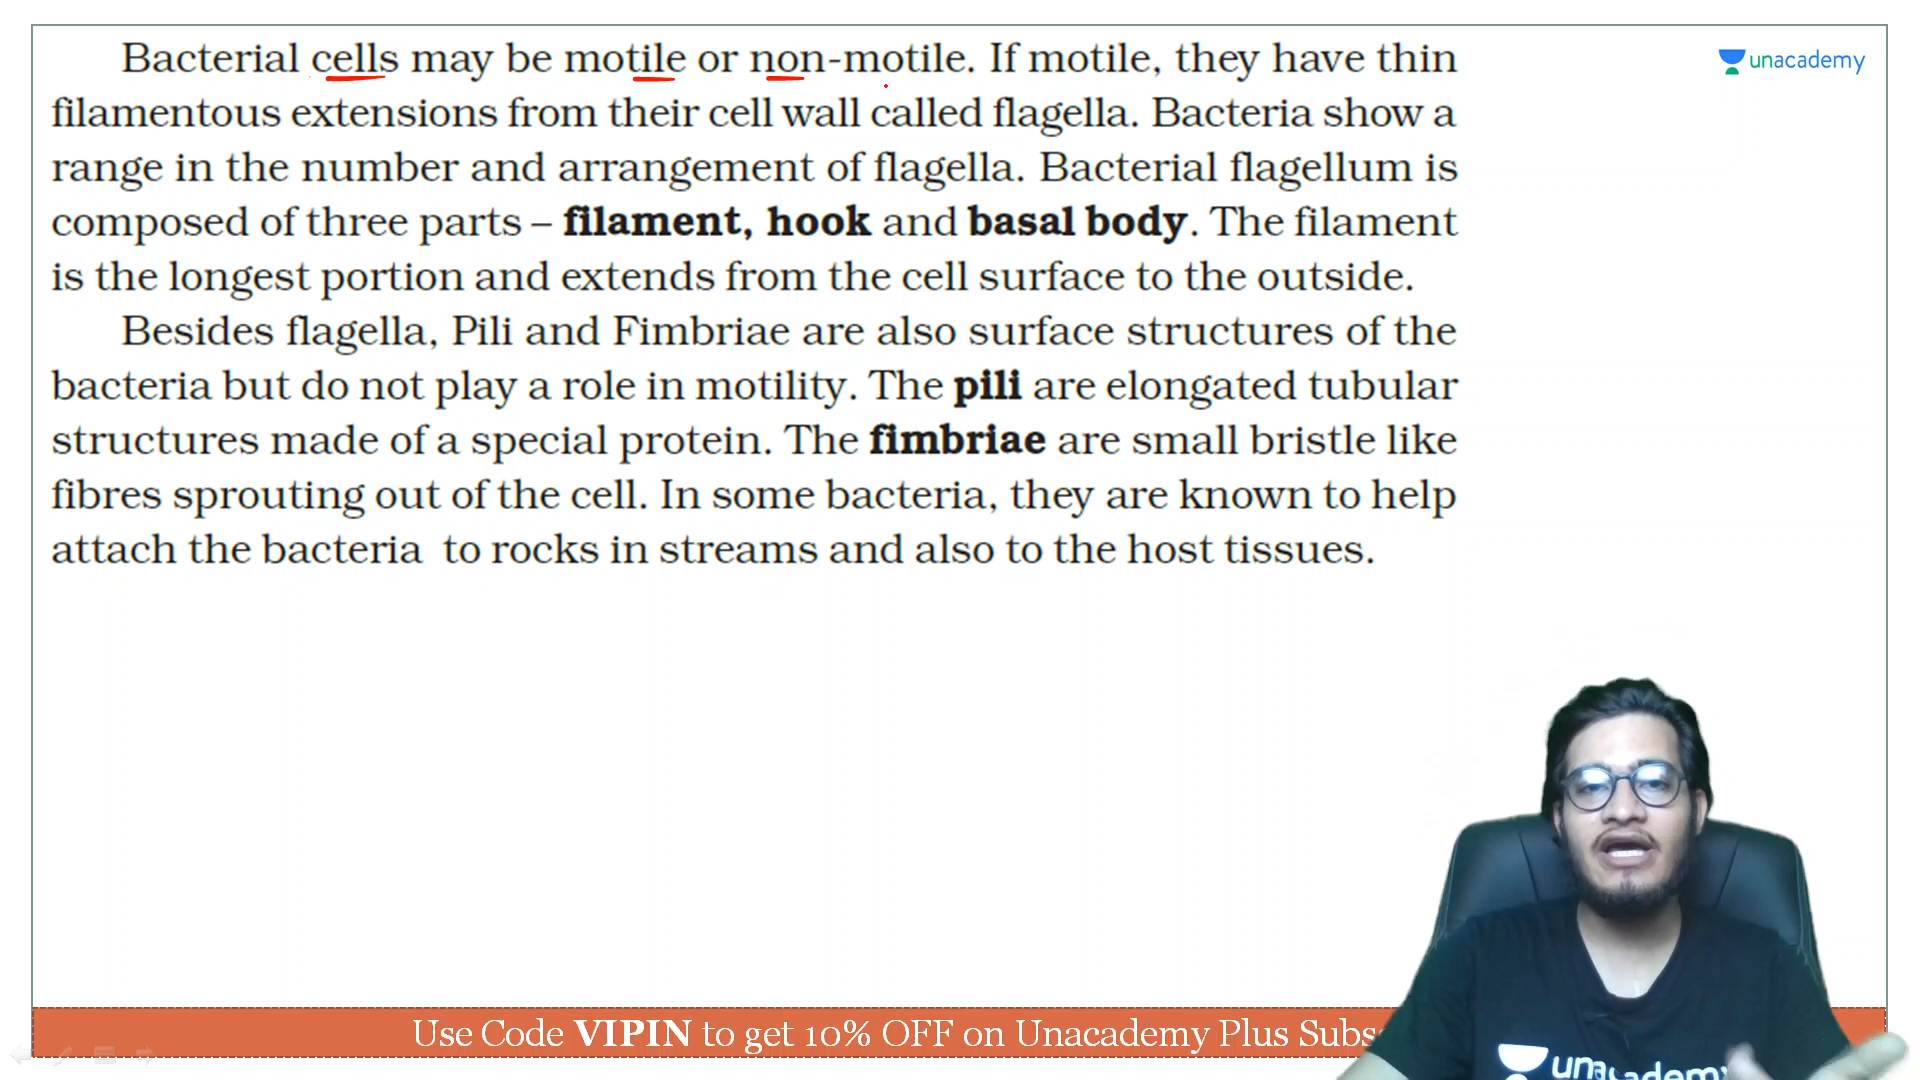 Bacterial cells may be motile or non-motile. If motile, they have thin
filamentous extensions from their cell wall called flagella. Bacteria show a
range in the number and arrangement of flagella. Bacterial flagellum is
composed of three parts – filament, hook and basal body. The filament
is the longest portion and extends from the cell surface to the outside.
Besides flagella, Pili and Fimbriae are also surface structures of the
bacteria but do not play a role in motility. The pili are elongated tubular
structures made of a special protein. The fimbriae are small bristle like
fibres sprouting out of the cell. In some bacteria, they are known to help
attach the bacteria to rocks in streams and also to the host tissues.
unacademy
Use Code VIPIN to get 10% OFF on Unacademy Plus Subs
unacademy